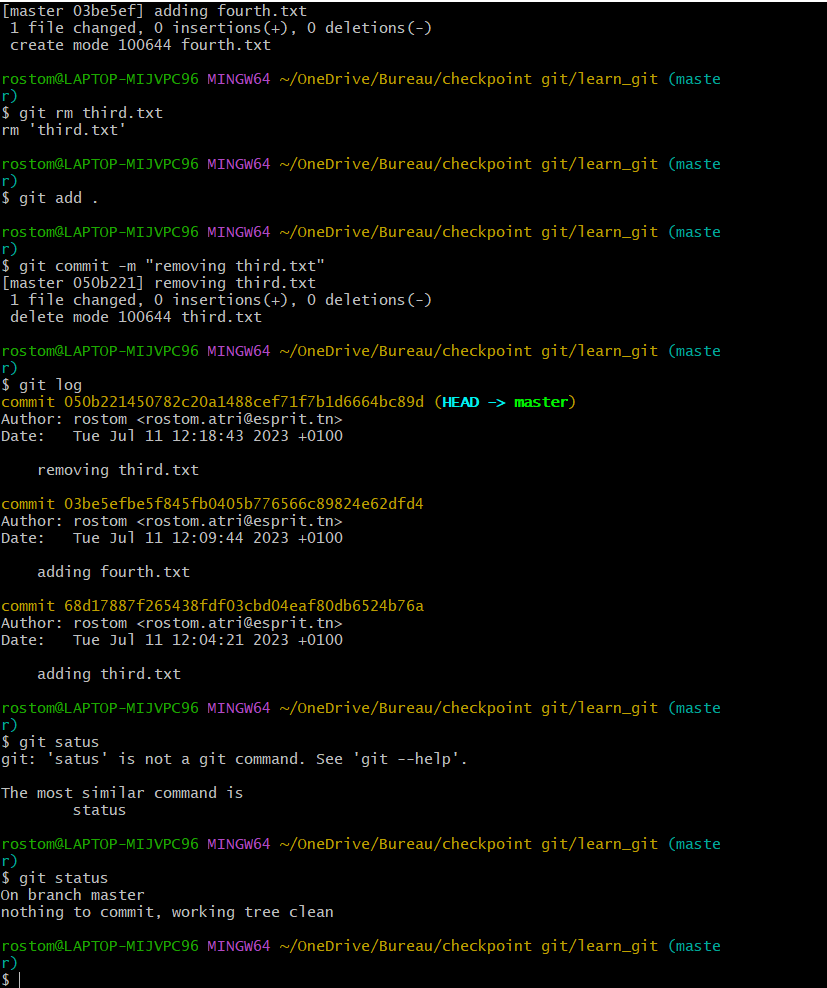 [master 03be5ef] adding fourth.txt
 1 file changed, 0 insertions(+), 0 deletions(-)
 create mode 100644 fourth.txt

rostom@LAPTOP-MIJVPC96 MINGW64 ~/OneDrive/Bureau/checkpoint git/learn_git (maste
r)
$ git rm third.txt
rm 'third.txt'

rostom@LAPTOP-MIJVPC96 MINGW64 ~/OneDrive/Bureau/checkpoint git/learn_git (maste
r)
$ git add .

rostom@LAPTOP-MIJVPC96 MINGW64 ~/OneDrive/Bureau/checkpoint git/learn_git (maste
r)
$ git commit -m "removing third.txt"
[master 050b221] removing third.txt
 1 file changed, 0 insertions(+), 0 deletions(-)
 delete mode 100644 third.txt

rostom@LAPTOP-MIJVPC96 MINGW64 ~/OneDrive/Bureau/checkpoint git/learn_git (maste
r)
$ git log
commit 050b221450782c20a1488cef71f7b1d6664bc89d (HEAD -> master)
Author: rostom <rostom.atri@esprit.tn>
Date:   Tue Jul 11 12:18:43 2023 +0100

    removing third.txt

commit 03be5efbe5f845fb0405b776566c89824e62dfd4
Author: rostom <rostom.atri@esprit.tn>
Date:   Tue Jul 11 12:09:44 2023 +0100

    adding fourth.txt

commit 68d17887f265438fdf03cbd04eaf80db6524b76a
Author: rostom <rostom.atri@esprit.tn>
Date:   Tue Jul 11 12:04:21 2023 +0100

    adding third.txt

rostom@LAPTOP-MIJVPC96 MINGW64 ~/OneDrive/Bureau/checkpoint git/learn_git (maste
r)
$ git satus
git: 'satus' is not a git command. See 'git --help'.

The most similar command is
        status

rostom@LAPTOP-MIJVPC96 MINGW64 ~/OneDrive/Bureau/checkpoint git/learn_git (maste
r)
$ git status
On branch master
nothing to commit, working tree clean

rostom@LAPTOP-MIJVPC96 MINGW64 ~/OneDrive/Bureau/checkpoint git/learn_git (maste
r)
$